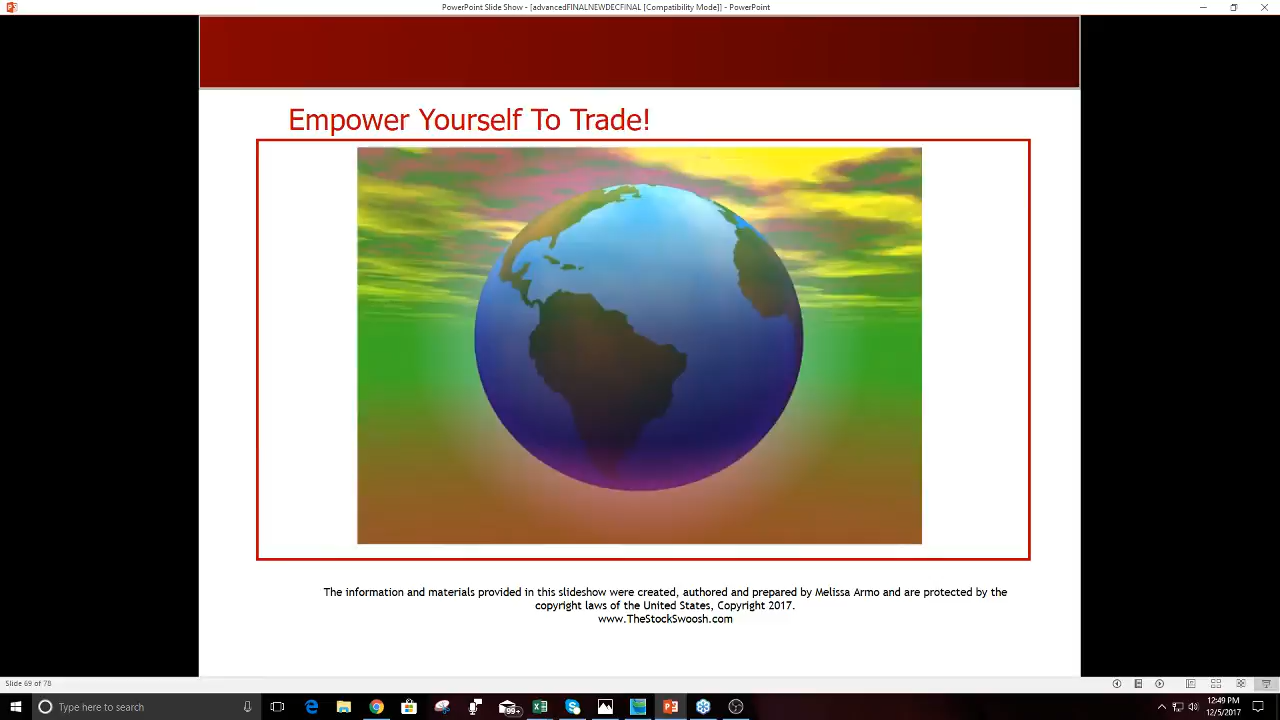 PowerPoint Slide Show - [advancedFINALNEWDECFINAL [Compatibility Mode]] - PowerPoint
Empower Yourself To Trade!
The information and materials provided in this slideshow were created, authored and prepared by Melissa Armo and are protected by the
copyright laws of the United States, Copyright 2017.
www.TheStockSwoosh.com
Slide 69 of 78
Type here to search
99+
12:49 PM
12/5/2017